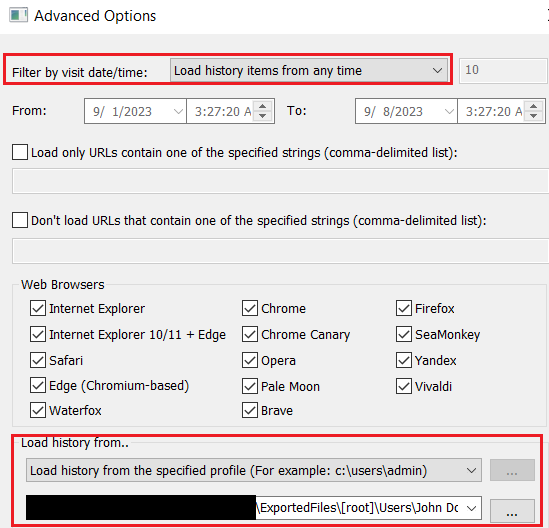 Advanced Options
Filter by visit date/time: Load history items from any time 10
From: 9/ 1/2023 3:27:20 A To: 9/ 8/2023 3:27:20 A
Load only URLs contain one of the specified strings (comma-delimited list):
Don't load URLs that contain one of the specified strings (comma-delimited list):
Web Browsers
Internet Explorer Chrome Firefox
Internet Explorer 10/11 + Edge Chrome Canary SeaMonkey
Safari Opera Yandex
Edge (Chromium-based) Pale Moon Vivaldi
Waterfox Brave
Load history from..
Load history from the specified profile (For example: c:\users\admin) ...
\ExportedFiles\[root]\Users\John Do ...